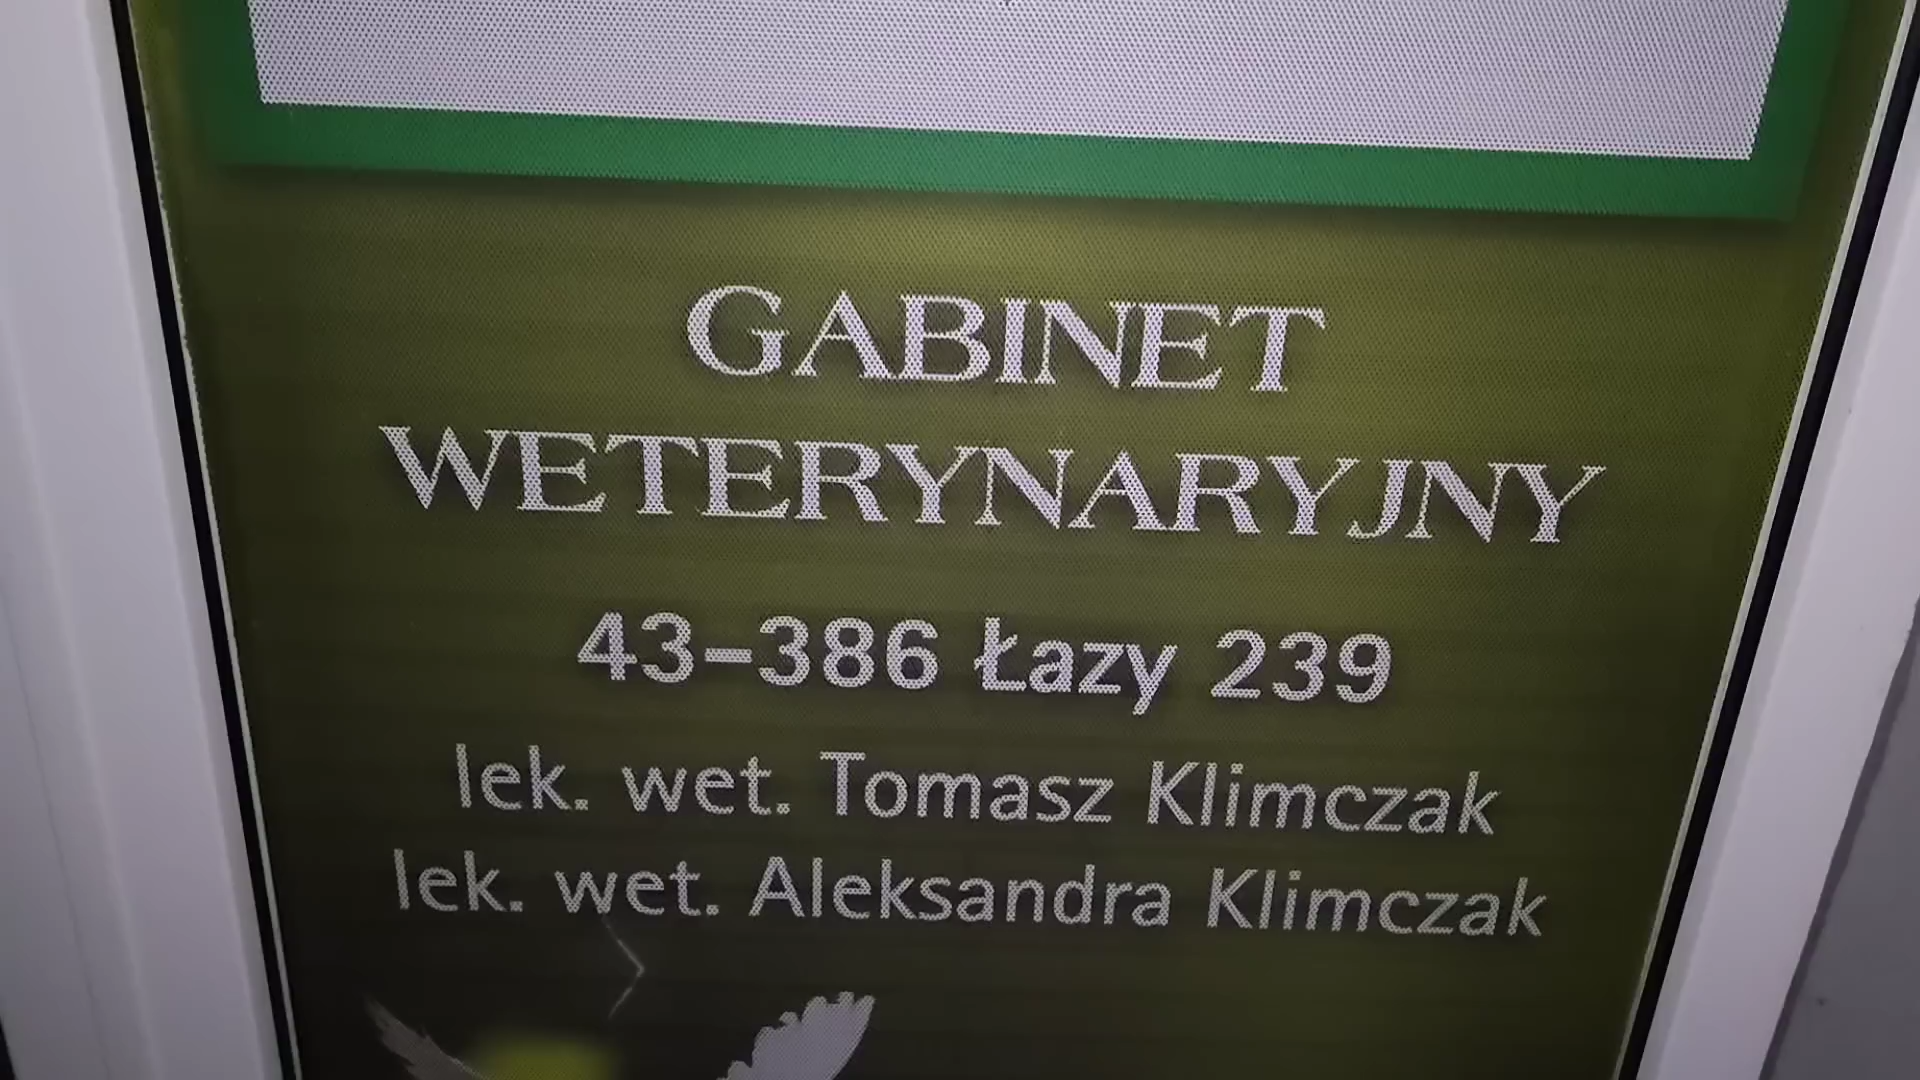 GABINET
WETERYNARYJNY
43-386 Łazy 239
lek. wet. Tomasz Klimczak
lek. wet. Aleksandra Klimczak